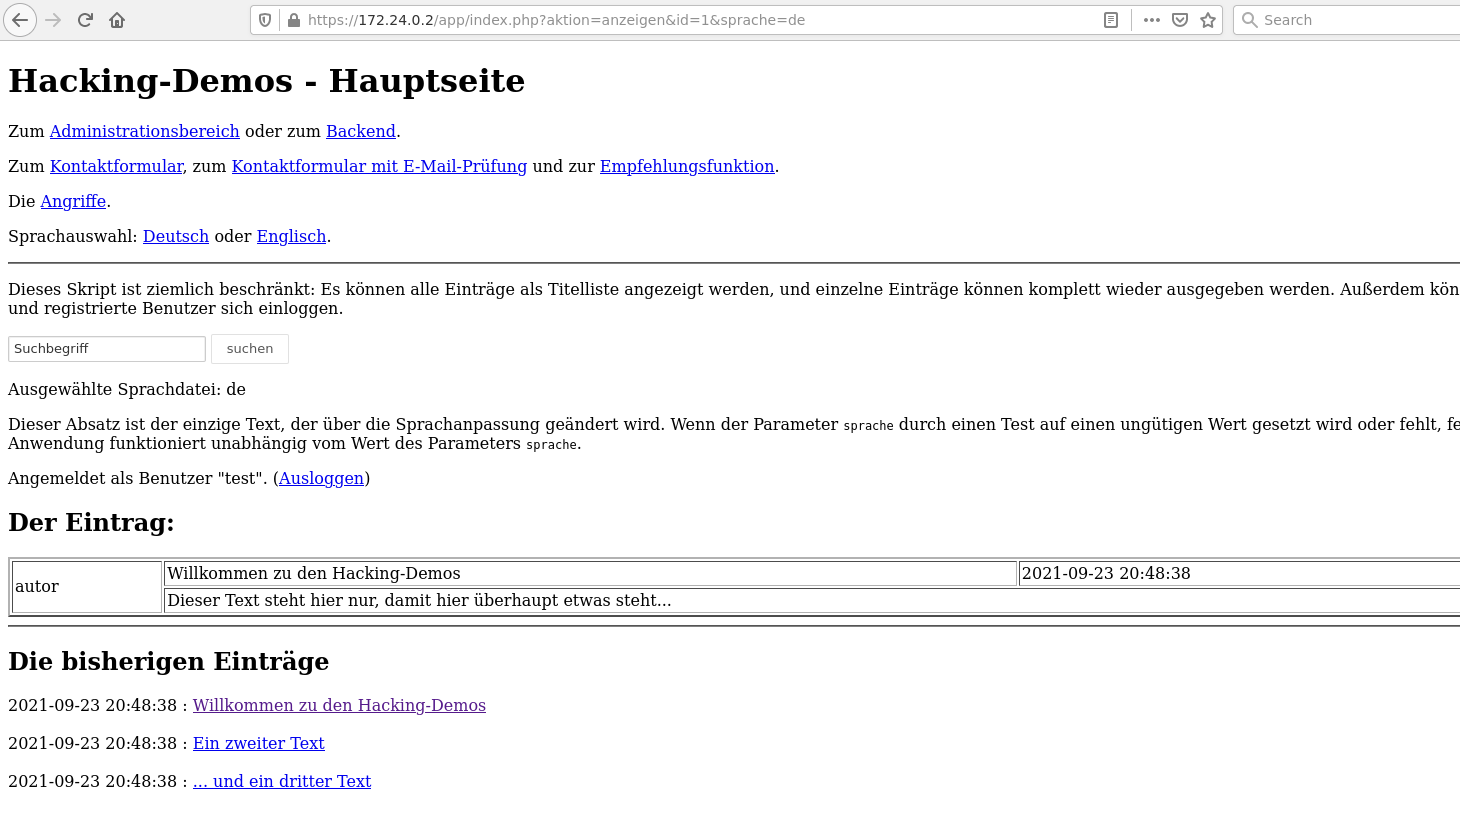 https://172.24.0.2/app/index.php?aktion=anzeigen&id=1&sprache=de
Search
Hacking-Demos - Hauptseite
Zum Administrationsbereich oder zum Backend.
Zum Kontaktformular, zum Kontaktformular mit E-Mail-Prüfung und zur Empfehlungsfunktion.
Die Angriffe.
Sprachauswahl: Deutsch oder Englisch.
Dieses Skript ist ziemlich beschränkt: Es können alle Einträge als Titelliste angezeigt werden, und einzelne Einträge können komplett wieder ausgegeben werden. Außerdem kön
und registrierte Benutzer sich einloggen.
Suchbegriff suchen
Ausgewählte Sprachdatei: de
Dieser Absatz ist der einzige Text, der über die Sprachanpassung geändert wird. Wenn der Parameter sprache durch einen Test auf einen ungütigen Wert gesetzt wird oder fehlt, fe
Anwendung funktioniert unabhängig vom Wert des Parameters sprache.
Angemeldet als Benutzer "test". (Ausloggen)
Der Eintrag:
autor
Willkommen zu den Hacking-Demos 2021-09-23 20:48:38
Dieser Text steht hier nur, damit hier überhaupt etwas steht...
Die bisherigen Einträge
2021-09-23 20:48:38 : Willkommen zu den Hacking-Demos
2021-09-23 20:48:38 : Ein zweiter Text
2021-09-23 20:48:38 : ... und ein dritter Text